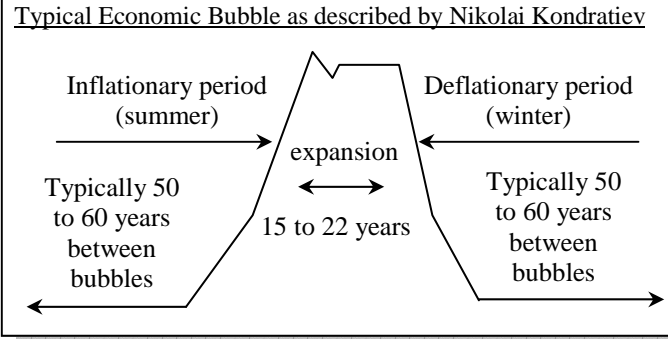 Typical Economic Bubble as described by Nikolai Kondratiev
Inflationary period
(summer)
Deflationary period
(winter)
expansion
15 to 22 years
Typically 50
to 60 years
between
bubbles
Typically 50
to 60 years
between
bubbles